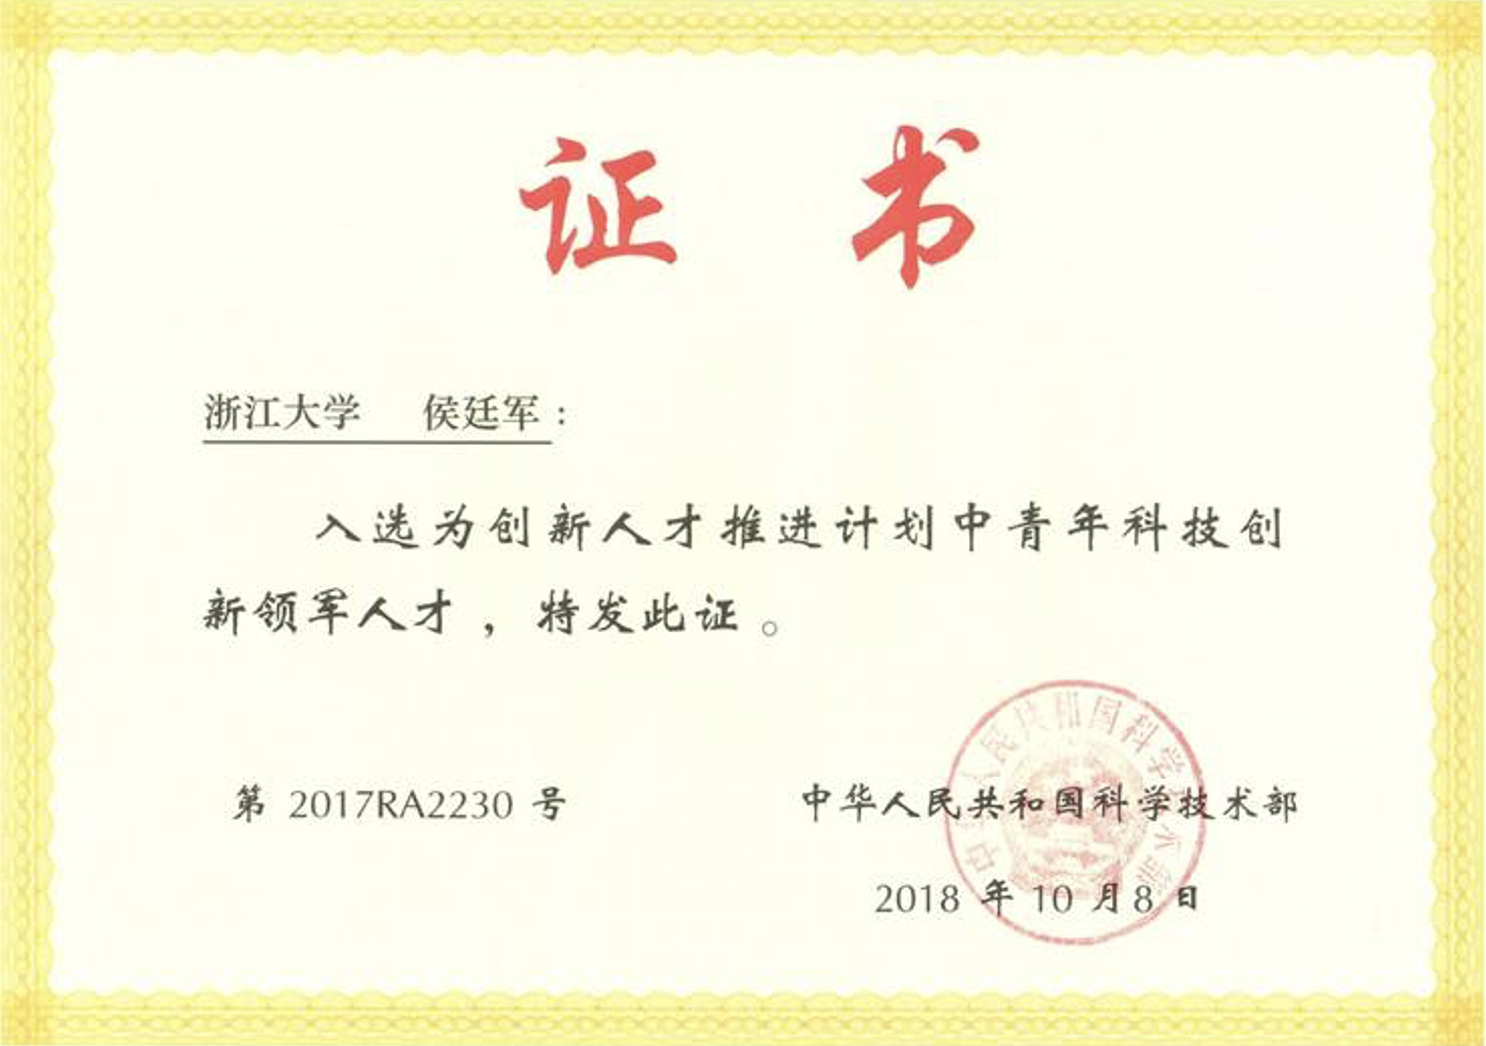 证 书
浙江大学 侯廷军：
入选为创新人才推进计划中青年科技创
新领军人才，特发此证。
第 2017RA2230 号
中华人民共和国科学技术部
2018 年 10 月 8 日
中华人民共和国科学技术部